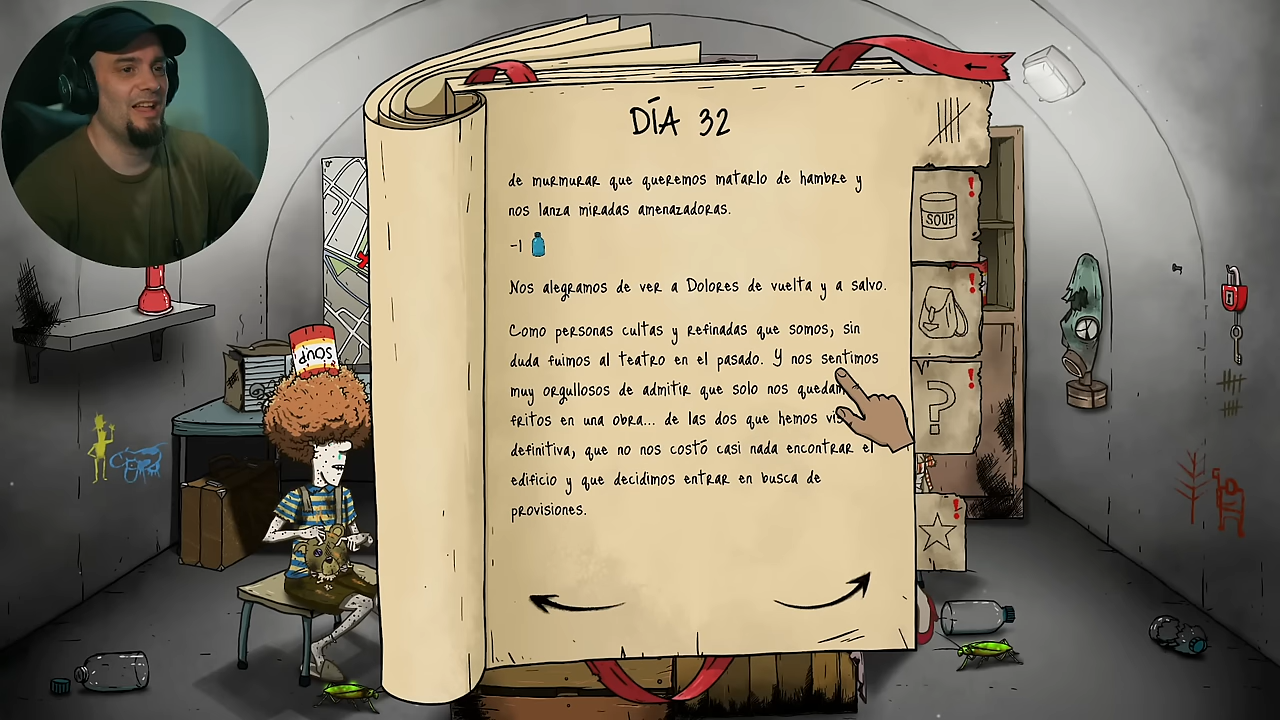 DÍA 32
de murmurar que queremos matarlo de hambre y
nos lanza miradas amenazadoras.
-1
Nos alegramos de ver a Dolores de vuelta y a salvo.
Como personas cultas y refinadas que somos, sin
duda fuimos al teatro en el pasado. Y nos sentimos
muy orgullosos de admitir que solo nos quedam
fritos en una obra... de las dos que hemos
definitiva, que no nos costó casi nada encontrar el
edificio y que decidimos entrar en busca de
provisiones.
SOUP
!
!
?
!
!
SOUP